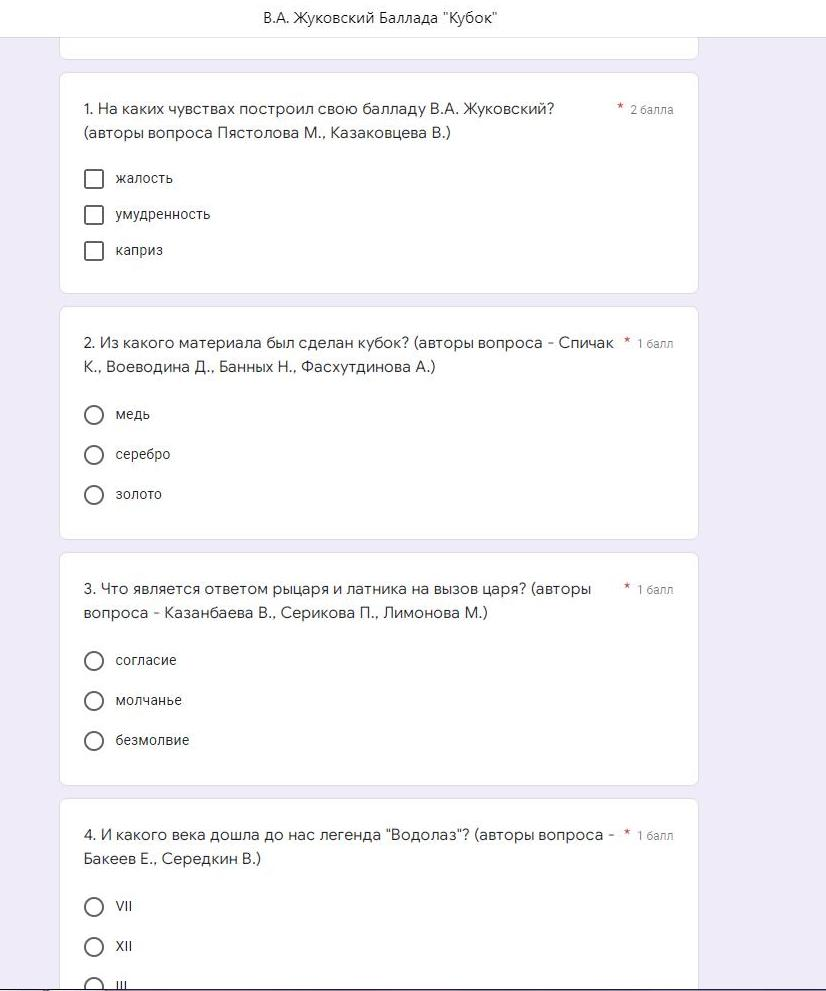 В.А. Жуковский Баллада "Кубок"
1. На каких чувствах построил свою балладу В.А. Жуковский? * 2 балла
(авторы вопроса Пястолова М., Казаковцева В.)
жалость
умудренность
каприз
2. Из какого материала был сделан кубок? (авторы вопроса - Спичак * 1 балл
К., Воеводина Д., Банных Н., Фасхутдинова А.)
медь
серебро
золото
3. Что является ответом рыцаря и латника на вызов царя? (авторы * 1 балл
вопроса - Казанбаева В., Серикова П., Лимонова М.)
согласие
молчанье
безмолвие
4. И какого века дошла до нас легенда "Водолаз"? (авторы вопроса - * 1 балл
Бакеев Е., Середкин В.)
VII
XII
III